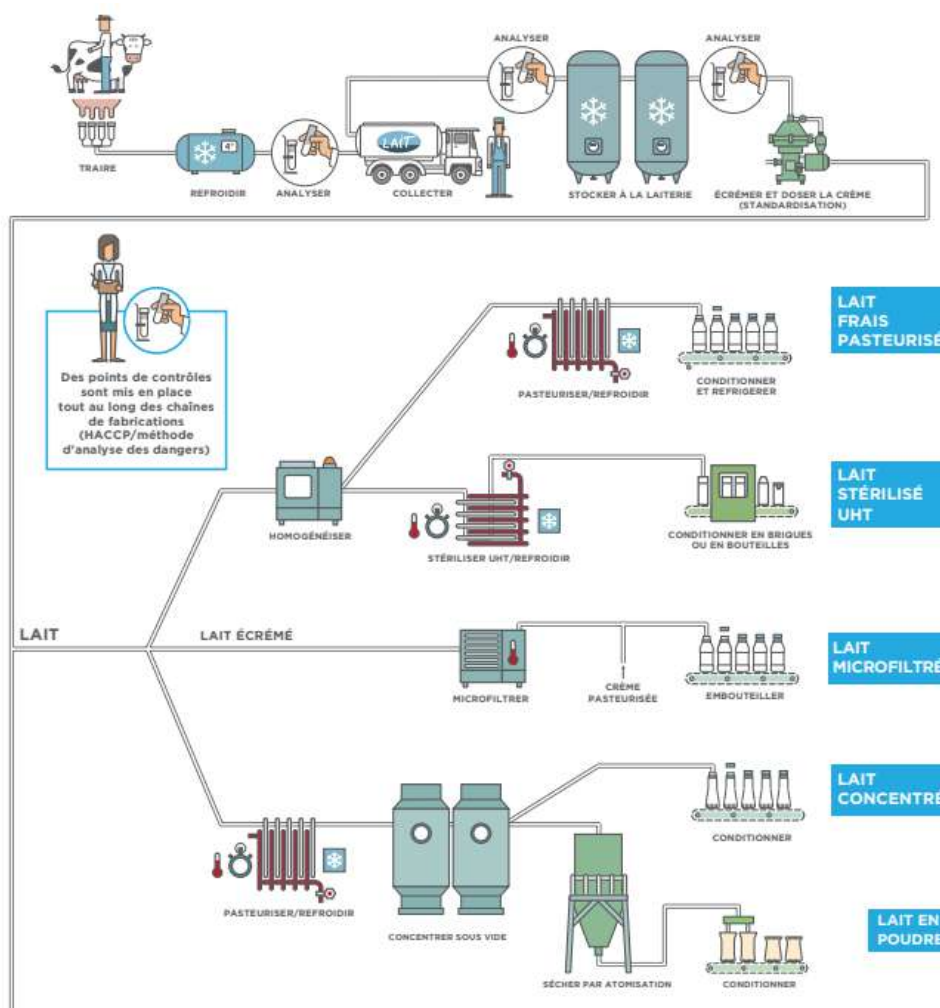 ANALYSER
ANALYSER
4°
LAIT
TRAIRE
REFROIDIR
ANALYSER
COLLECTER
STOCKER À LA LAITERIE
ÉCRÉMER ET DOSER LA CRÈME
(STANDARDISATION)
Des points de contrôles
sont mis en place
tout au long des chaînes
de fabrications
(HACCP/méthode
d'analyse des dangers)
PASTEURISER/REFROIDIR
CONDITIONNER
ET REFRIGERER
LAIT
FRAIS
PASTEURISÉ
HOMOGÉNÉISER
STÉRILISER UHT/REFROIDIR
CONDITIONNER EN BRIQUES
OU EN BOUTEILLES
LAIT
STÉRILISÉ
UHT
LAIT
LAIT ÉCRÉMÉ
MICROFILTRER
CRÈME
PASTEURISÉE
EMBOUTEILLER
LAIT
MICROFILTRÉ
PASTEURISER/REFROIDIR
CONCENTRER SOUS VIDE
CONDITIONNER
LAIT
CONCENTRÉ
SÉCHER PAR ATOMISATION
CONDITIONNER
LAIT EN
POUDRE